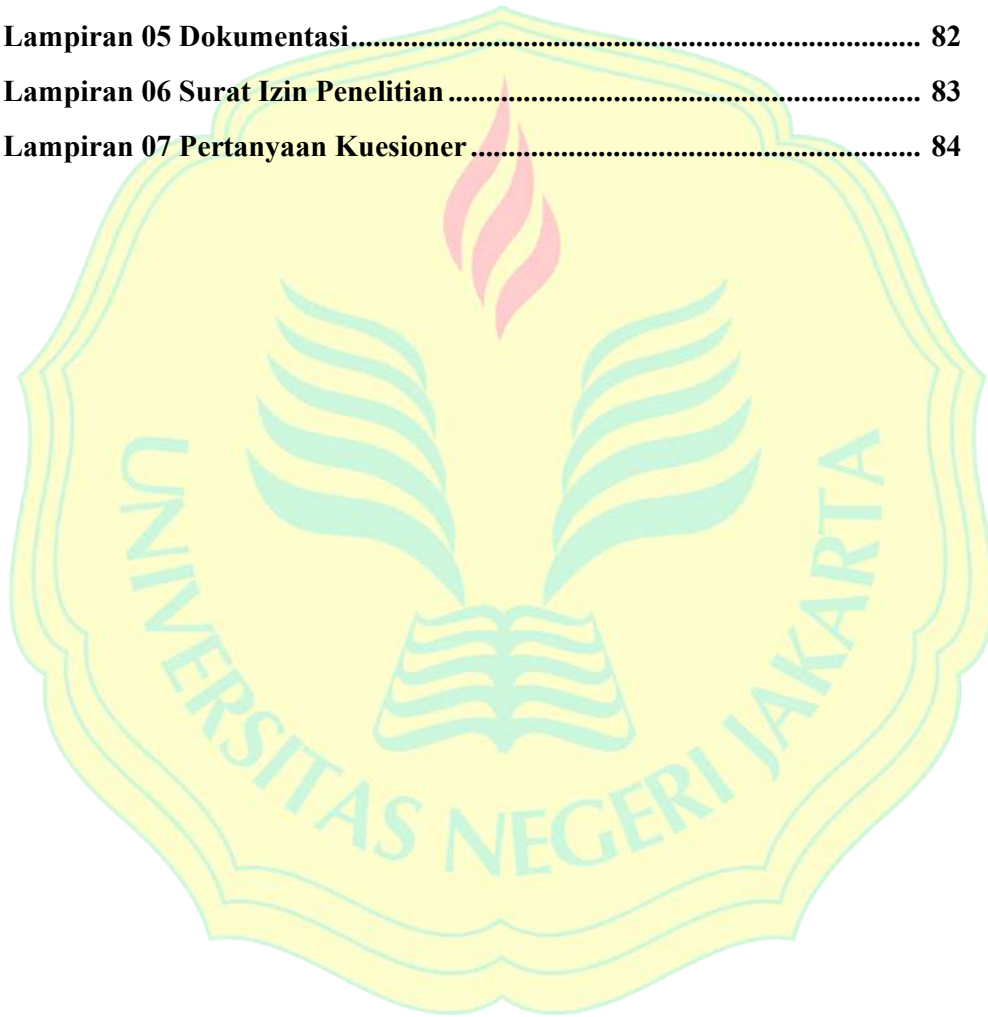 Lampiran 05 Dokumentasi........................................................................... 82
Lampiran 06 Surat Izin Penelitian.............................................................. 83
Lampiran 07 Pertanyaan Kuesioner........................................................... 84
UNIVERSITAS NEGERI JAKARTA